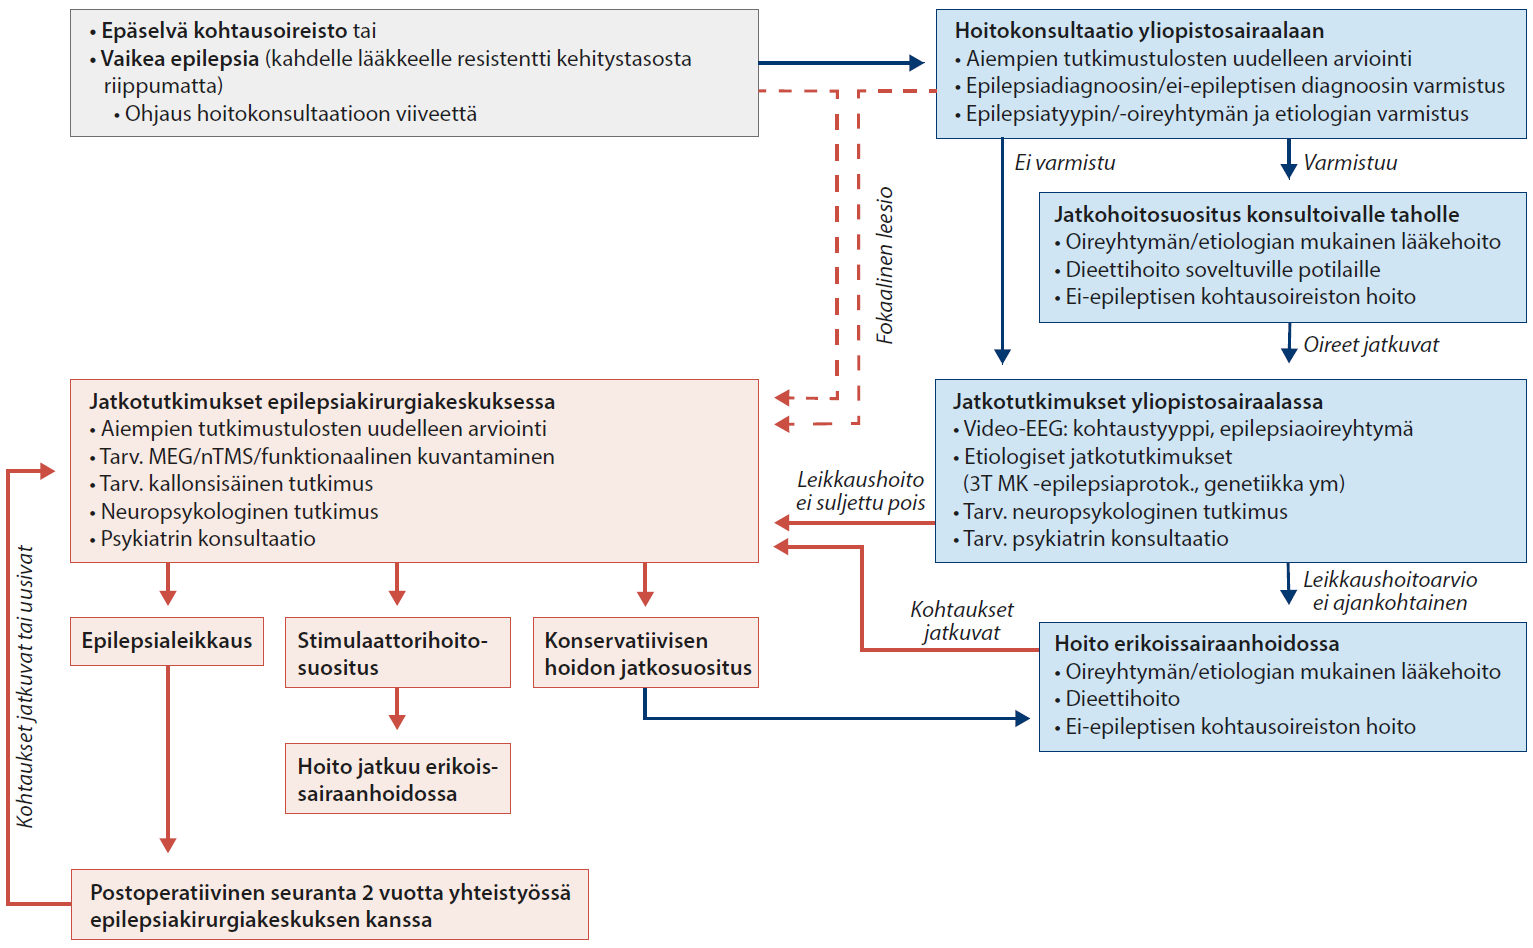 • Epäselvä kohtausoireisto tai
• Vaikea epilepsia (kahdelle lääkkeelle resistentti kehitystasosta
riippumatta)
• Ohjaus hoitokonsultaatioon viiveettä
Hoitokonsultaatio yliopistosairaalaan
• Aiempien tutkimustulosten uudelleen arviointi
• Epilepsiadiagnoosin/ei-epileptisen diagnoosin varmistus
• Epilepsiatyypin/-oireyhtymän ja etiologian varmistus
Ei varmistu
Varmistuu
Jatkohoitosuositus konsultoivalle taholle
• Oireyhtymän/etiologian mukainen lääkehoito
• Dieettihoito soveltuville potilaille
• Ei-epileptisen kohtausoireiston hoito
Fokaalinen leesio
Oireet jatkuvat
Jatkotutkimukset epilepsiakirurgiakeskuksessa
• Aiempien tutkimustulosten uudelleen arviointi
• Tarv. MEG/nTMS/funktionaalinen kuvantaminen
• Tarv. kallonsisäinen tutkimus
• Neuropsykologinen tutkimus
• Psykiatrin konsultaatio
Jatkotutkimukset yliopistosairaalassa
• Video-EEG: kohtaustyyppi, epilepsiaoireyhtymä
• Etiologiset jatkotutkimukset
(3T MK -epilepsiaprotok., genetiikka ym)
• Tarv. neuropsykologinen tutkimus
• Tarv. psykiatrin konsultaatio
Leikkaushoito
ei suljettu pois
Leikkaushoitoarvio
ei ajankohtainen
Kohtaukset
jatkuvat
Hoito erikoissairaanhoidossa
• Oireyhtymän/etiologian mukainen lääkehoito
• Dieettihoito
• Ei-epileptisen kohtausoireiston hoito
Epilepsialeikkaus
Stimulaattorihoito-
suositus
Konservatiivisen
hoidon jatkosuositus
Hoito jatkuu erikois-
sairaanhoidossa
Kohtaukset jatkuvat tai uusivat
Postoperatiivinen seuranta 2 vuotta yhteistyössä
epilepsiakirurgiakeskuksen kanssa